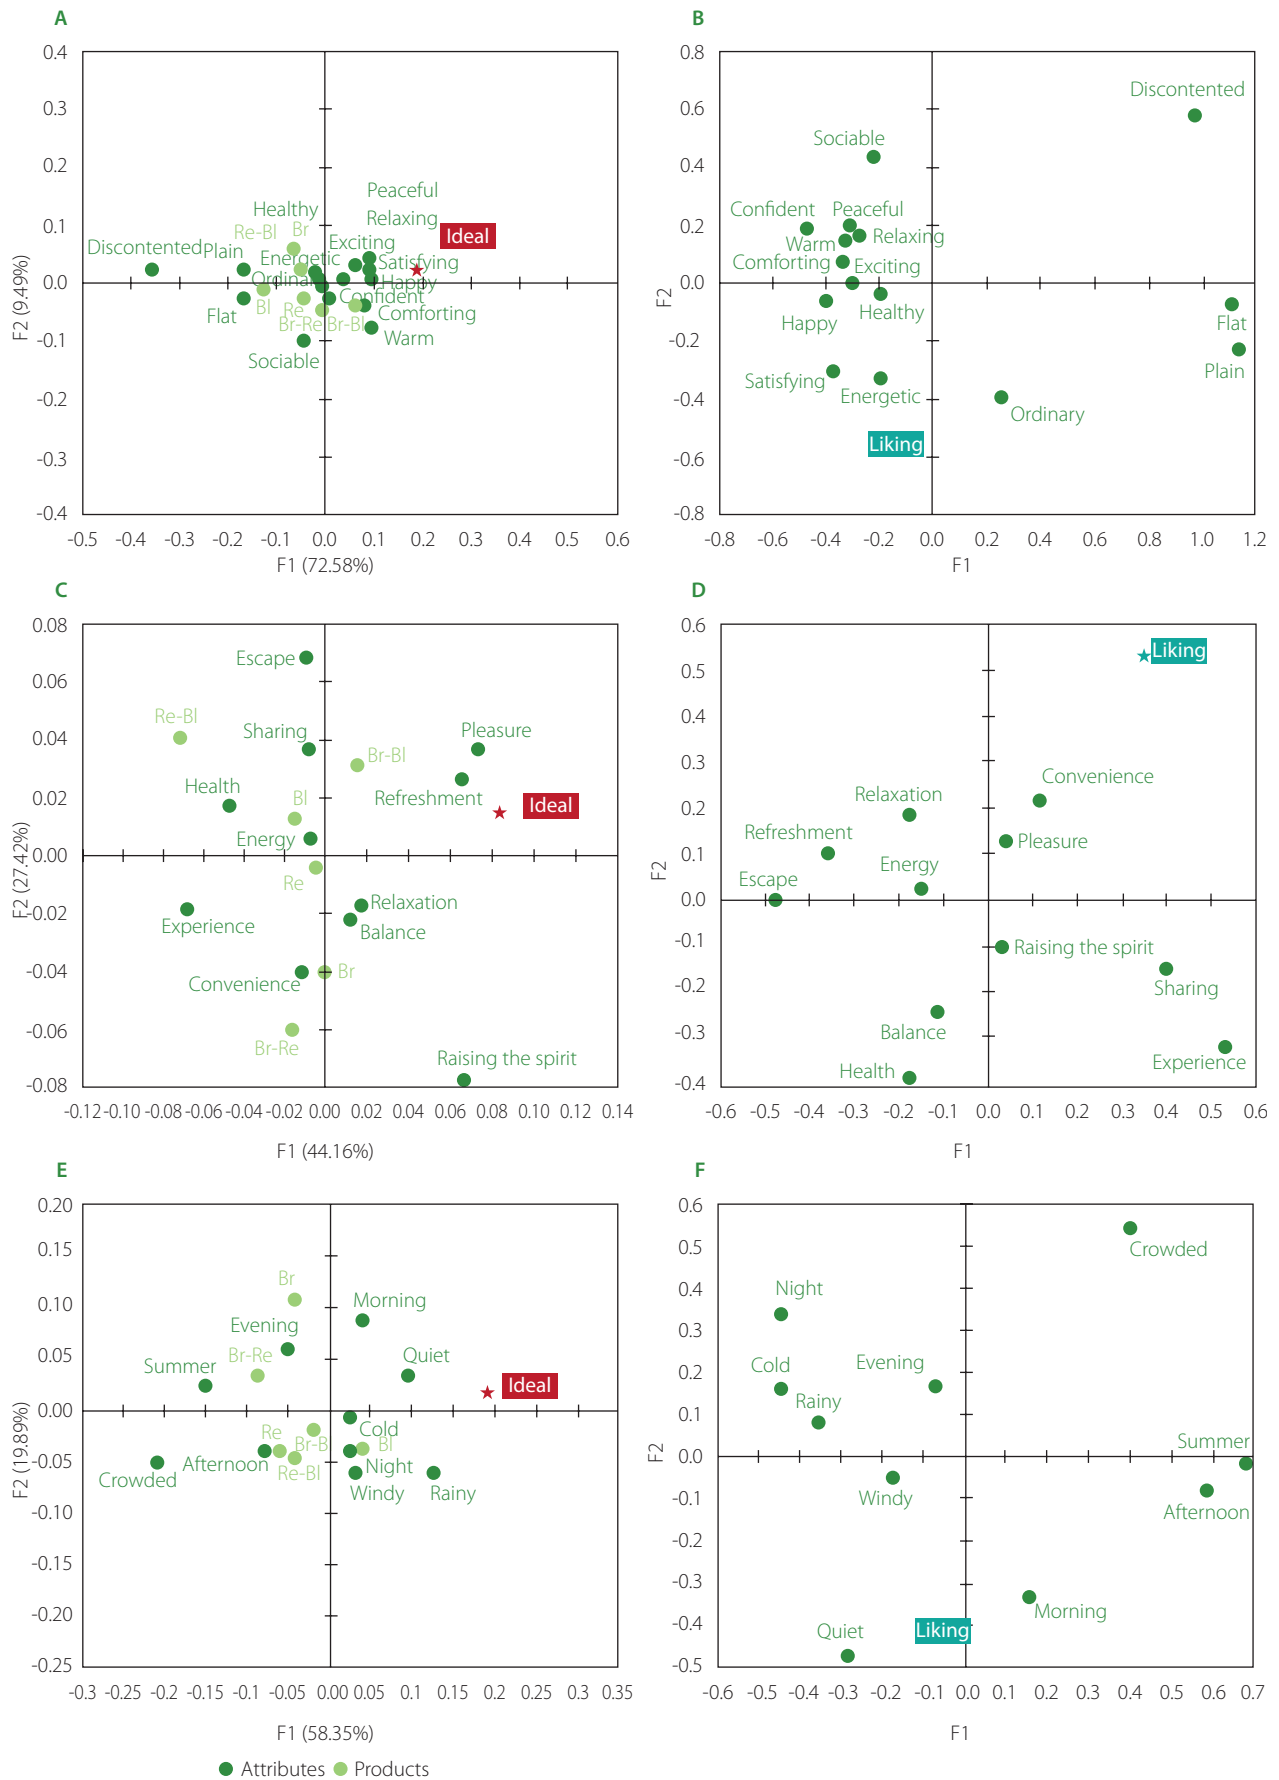 A
0.4
0.3
0.2
0.1
0.0
-0.1
-0.2
-0.3
-0.4
F2 (9.49%)
Peaceful
Healthy
Relaxing
Re-Bl
Br
Ideal
Exciting
Discontented
Plain
Energetic
Satisfying
Ordinar
Happy
Bl
Re
Confident
Flat
Comforting
Br-Re
Br-Bl
Warm
Sociable
-0.5 -0.4 -0.3 -0.2 -0.1 0.0 0.1 0.2 0.3 0.4 0.5 0.6
F1 (72.58%)
B
0.8
0.6
0.4
0.2
0.0
-0.2
-0.4
-0.6
-0.8
F2
Discontented
Sociable
Confident
Peaceful
Warm
Relaxing
Comforting
Exciting
Happy
Healthy
Flat
Plain
Satisfying
Energetic
Ordinary
Liking
-0.8 -0.6 -0.4 -0.2 0.0 0.2 0.4 0.6 0.8 1.0 1.2
F1
C
0.08
0.06
0.04
0.02
0.00
-0.02
-0.04
-0.06
-0.08
F2 (27.42%)
Escape
Re-Bl
Sharing
Pleasure
Br-Bl
Health
Bl
Refreshment
Ideal
Energy
Re
Relaxation
Experience
Balance
Convenience
Br
Br-Re
Raising the spirit
-0.12 -0.10 -0.08 -0.06 -0.04 -0.02 0.00 0.02 0.04 0.06 0.08 0.10 0.12 0.14
F1 (44.16%)
D
0.6
0.5
0.4
0.3
0.2
0.1
0.0
-0.1
-0.2
-0.3
-0.4
F2
Liking
Convenience
Relaxation
Refreshment
Pleasure
Energy
Escape
Raising the spirit
Sharing
Balance
Experience
Health
-0.6 -0.5 -0.4 -0.3 -0.2 -0.1 0.0 0.1 0.2 0.3 0.4 0.5 0.6
F1
E
0.20
0.15
0.10
0.05
0.00
-0.05
-0.10
-0.15
-0.20
-0.25
F2 (19.89%)
Br
Morning
Evening
Br-Re
Quiet
Summer
Ideal
Re
Cold
Br-B
Bl
Afternoon
Night
Re-Bl
Crowded
Windy
Rainy
-0.3 -0.25 -0.2 -0.15 -0.1 -0.05 0.00 0.05 0.1 0.15 0.2 0.25 0.3 0.35
F1 (58.35%)
F
0.6
0.5
0.4
0.3
0.2
0.1
0.0
-0.1
-0.2
-0.3
-0.4
-0.5
F2
Crowded
Night
Cold
Evening
Rainy
Summer
Windy
Afternoon
Morning
Quiet
Liking
-0.6 -0.5 -0.4 -0.3 -0.2 -0.1 0.0 0.1 0.2 0.3 0.4 0.5 0.6 0.7
F1
Attributes Products